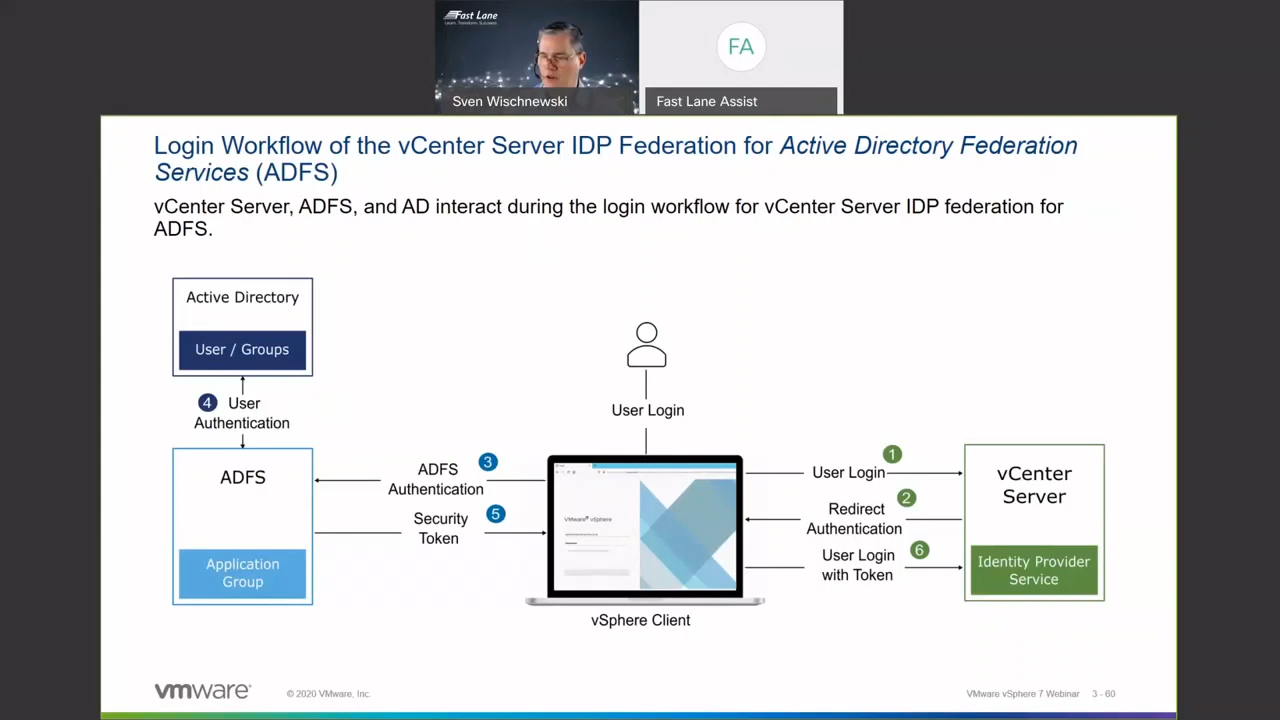 Fast Lane
Learn. Transform. Succeed.
FA
Sven Wischnewski
Fast Lane Assist
Login Workflow of the vCenter Server IDP Federation for Active Directory Federation
Services (ADFS)
vCenter Server, ADFS, and AD interact during the login workflow for vCenter Server IDP federation for
ADFS.
Active Directory
User / Groups
4 User
Authentication
ADFS
Application
Group
ADFS 3
Authentication
Security 5
Token
User Login
VMware® vSphere
vSphere Client
1
User Login
Redirect 2
Authentication
User Login 6
with Token
vCenter
Server
Identity Provider
Service
vmware®
© 2020 VMware, Inc.
VMware vSphere 7 Webinar 3 - 60